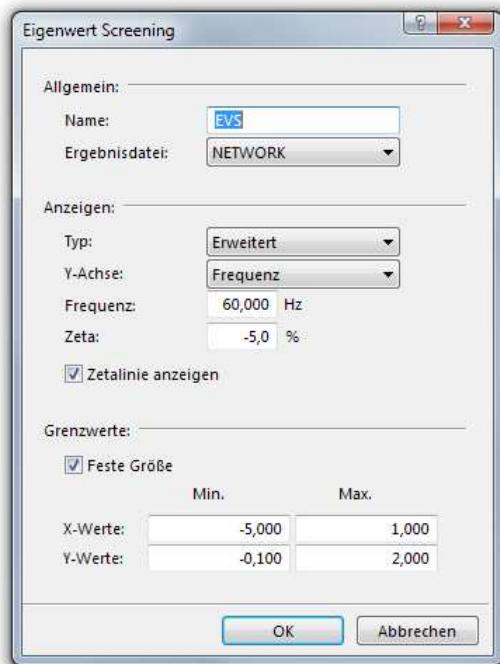 Eigenwert Screening
Allgemein:
Name: EVS
Ergebnisdatei: NETWORK
Anzeigen:
Typ: Erweitert
Y-Achse: Frequenz
Frequenz: 60,000 Hz
Zeta: -5,0 %
Zetalinie anzeigen
Grenzwerte:
Feste Größe
Min. Max.
X-Werte: -5,000 1,000
Y-Werte: -0,100 2,000
OK Abbrechen